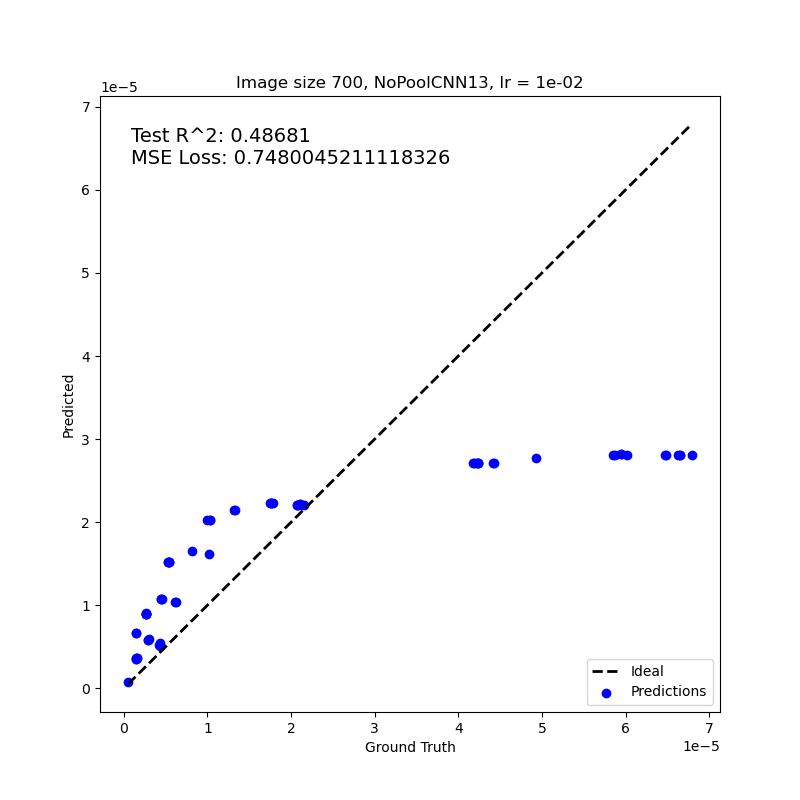 Image size 700, NoPoolCNN13, lr = 1e-02
1e−5
7
Test R^2: 0.48681
MSE Loss: 0.7480045211118326
6
5
4
Predicted
3
2
1
0
Ideal
Predictions
0 1 2 3 4 5 6 7
Ground Truth
1e−5